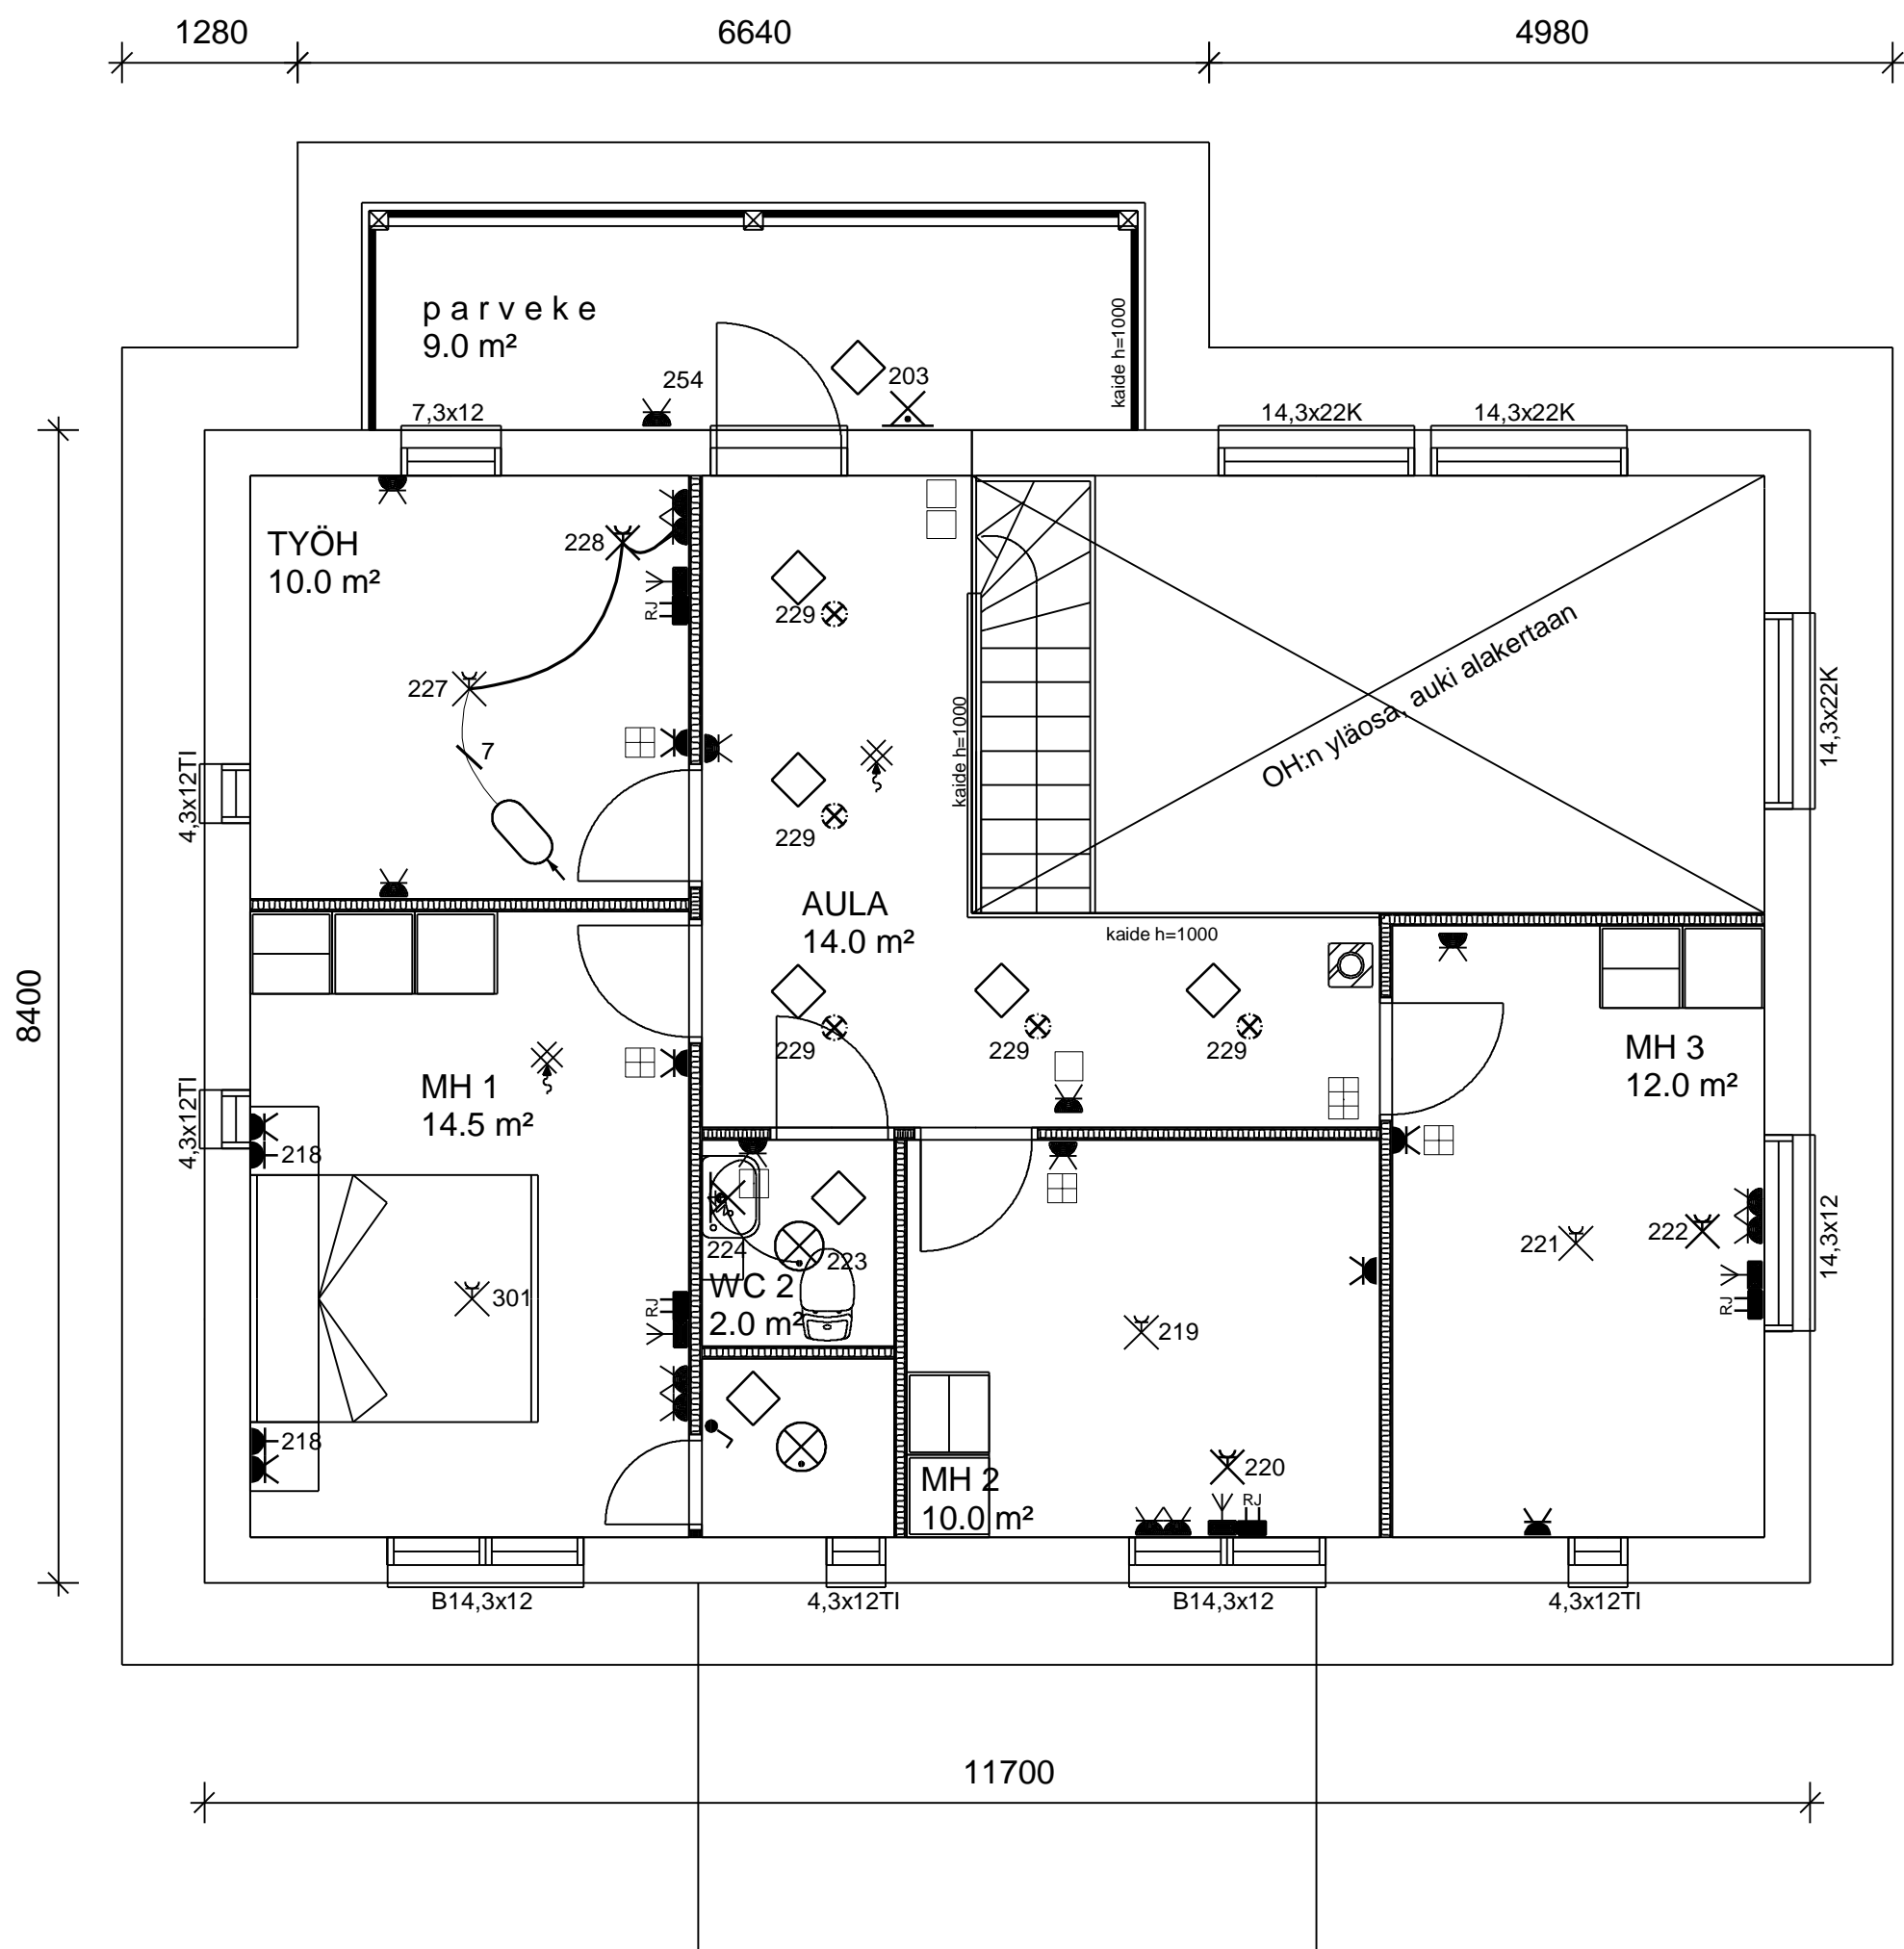 1280
6640
4980
parveke
9.0 m²
kaide h=1000
254
203
7,3x12
14,3x22K
14,3x22K
TYÖH
10.0 m²
228
RJ
229
OH:n yläosa, auki alakertaan
227
7
kaide h=1000
14,3x22K
4,3x12TI
229
AULA
14.0 m²
kaide h=1000
8400
229
229
229
MH 1
14.5 m²
MH 3
12.0 m²
4,3x12TI
218
224
223
WC 2
2.0 m²
221
222
14,3x12
RJ
301
RJ
219
218
220
MH 2
10.0 m²
RJ
B14,3x12
4,3x12TI
B14,3x12
4,3x12TI
11700